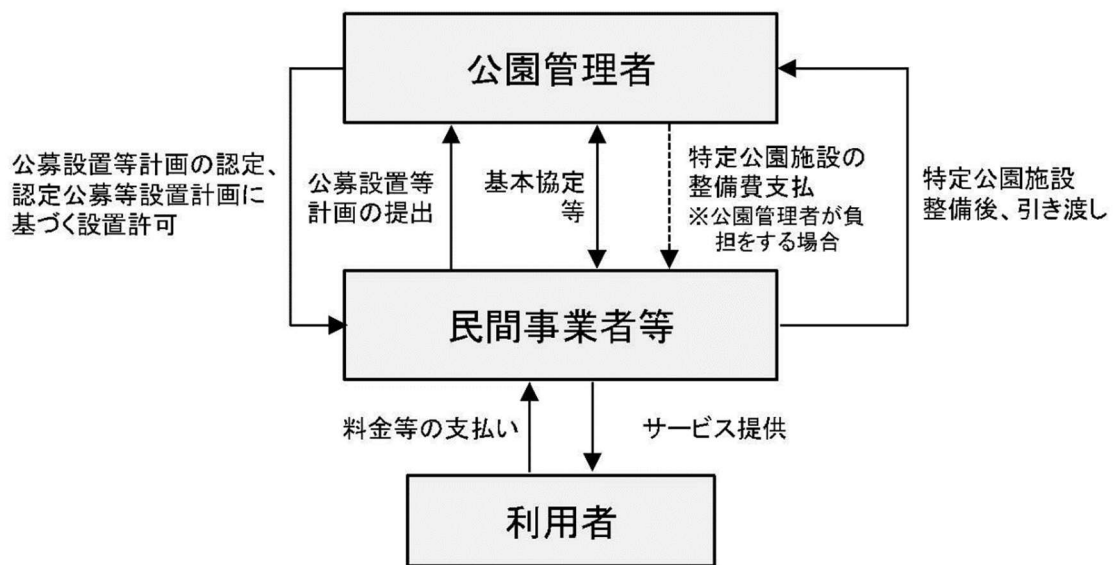 公園管理者
公募設置等計画の認定、
認定公募等設置計画に
基づく設置許可
公募設置等
計画の提出
基本協定
等
特定公園施設の
整備費支払
※公園管理者が負
担をする場合
特定公園施設
整備後、引き渡し
民間事業者等
料金等の支払い
サービス提供
利用者